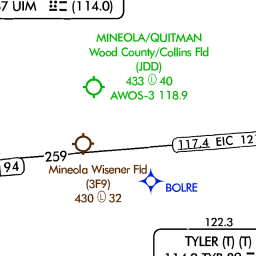 7 UIM (114.0)
MINEOLA/QUITMAN
Wood County/Collins Fld
(JDD)
433 Ⓛ 40
AWOS-3 118.9
117.4 EIC 12
259
94
Mineola Wisener Fld
(3F9)
430 Ⓛ 32
BOLRE
122.3
TYLER (T) (T)